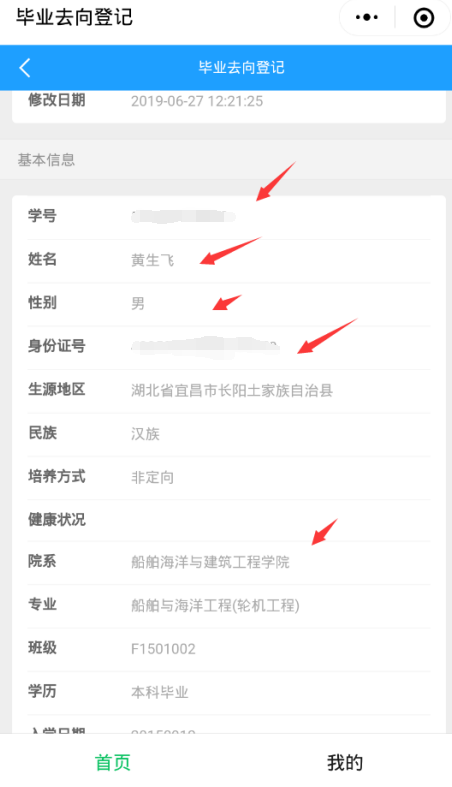 毕业去向登记
毕业去向登记
修改日期 2019-06-27 12:21:25
基本信息
学号
姓名 黄生飞
性别 男
身份证号
生源地区 湖北省宜昌市长阳土家族自治县
民族 汉族
培养方式 非定向
健康状况
院系 船舶海洋与建筑工程学院
专业 船舶与海洋工程(轮机工程)
班级 F1501002
学历 本科毕业
入学日期
首页 我的